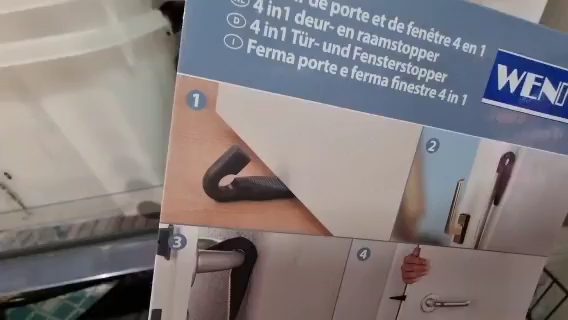 de porte et de fenêtre 4 en 1
D 4 in1 deur- en raamstopper
D 4 in1 Tür- und Fensterstopper
I Ferma porte e ferma finestre 4 in 1
WEN
1
2
3
4